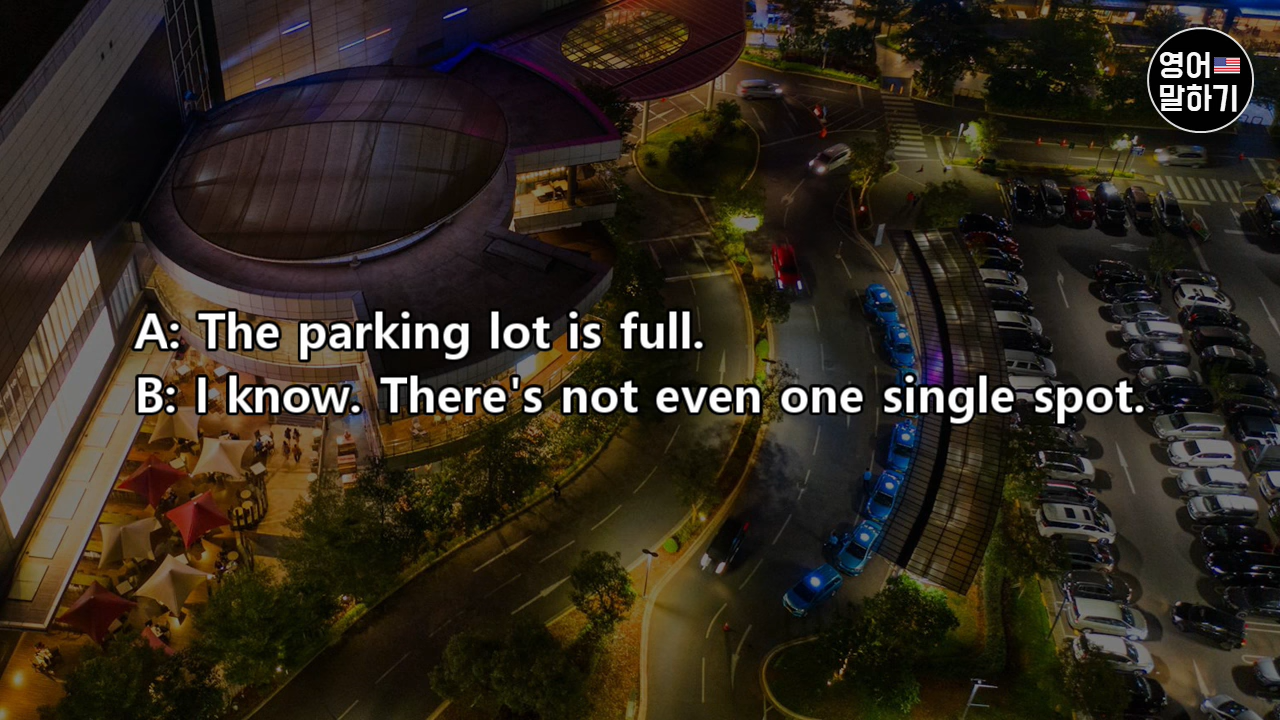 영어
말하기
A: The parking lot is full.
B: I know. There's not even one single spot.